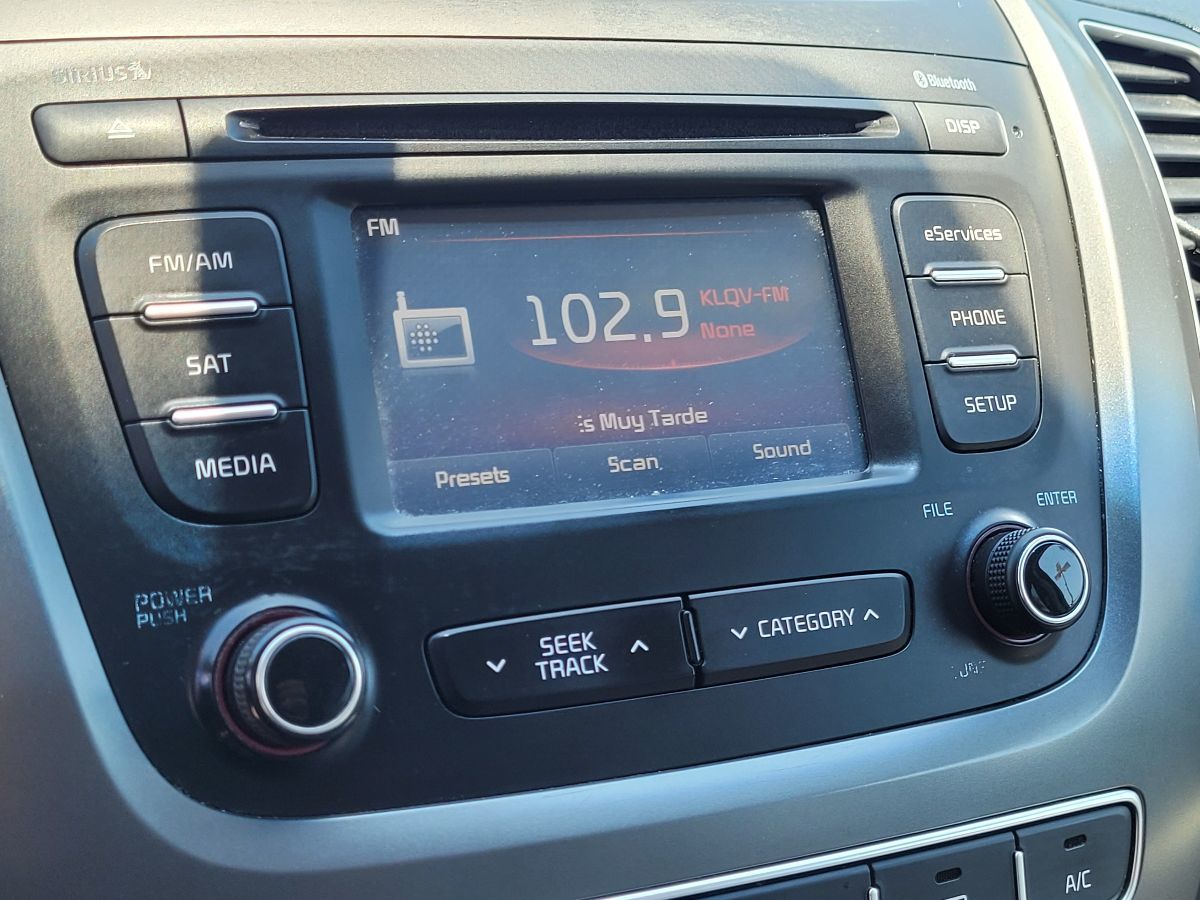 SIRIUS
Bluetooth
DISP
FM
FM/AM
SAT
MEDIA
102.9
KLQV-FM
None
s Muy Tarde
Presets
Scan
Sound
eServices
PHONE
SETUP
FILE
ENTER
POWER
PUSH
SEEK
TRACK
CATEGORY
A/C